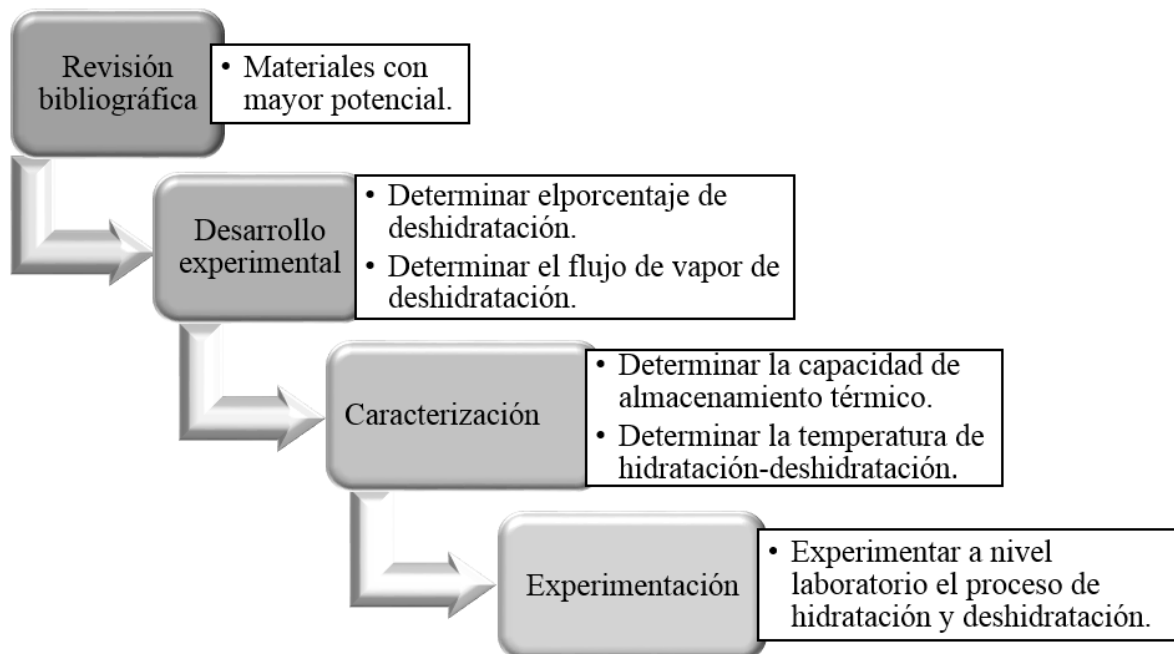 Revisión
bibliográfica
• Materiales con
mayor potencial.
Desarrollo
experimental
• Determinar elporcentaje de
deshidratación.
• Determinar el flujo de vapor de
deshidratación.
Caracterización
• Determinar la capacidad de
almacenamiento térmico.
• Determinar la temperatura de
hidratación-deshidratación.
Experimentación
• Experimentar a nivel
laboratorio el proceso de
hidratación y deshidratación.